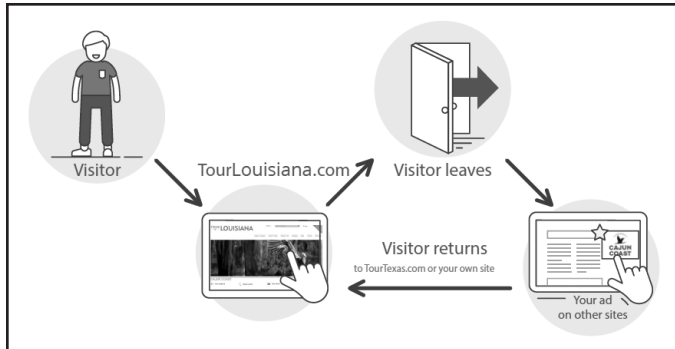 Visitor
TourLouisiana.com
Visitor leaves
LOUISIANA
CAJUN
COAST
Visitor returns
to TourTexas.com or your own site
Your ad
on other sites